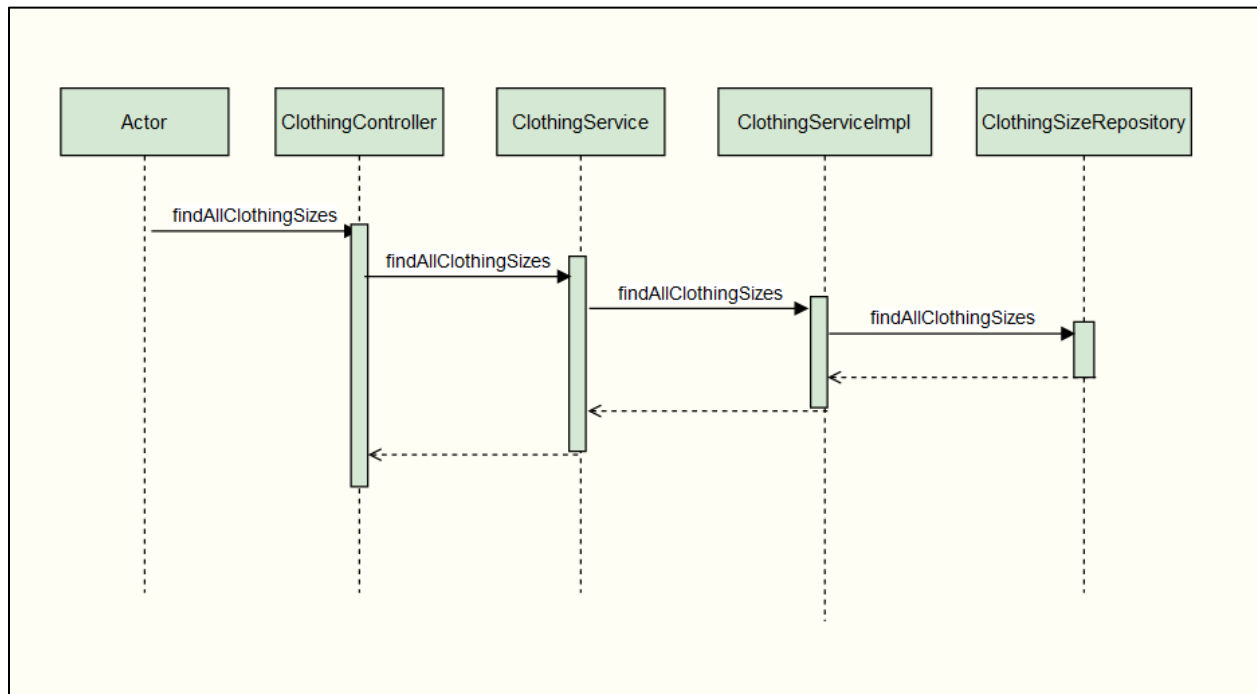 Actor
ClothingController
ClothingService
ClothingServiceImpl
ClothingSizeRepository
findAllClothingSizes
findAllClothingSizes
findAllClothingSizes
findAllClothingSizes